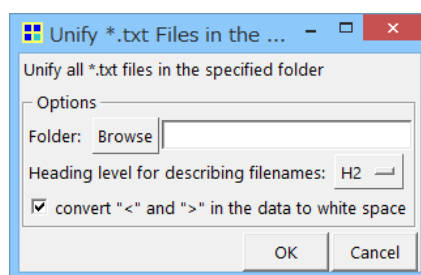 Unify *.txt Files in the ...
Unify all *.txt files in the specified folder
Options
Folder: Browse
Heading level for describing filenames: H2
convert "<" and ">" in the data to white space
OK Cancel